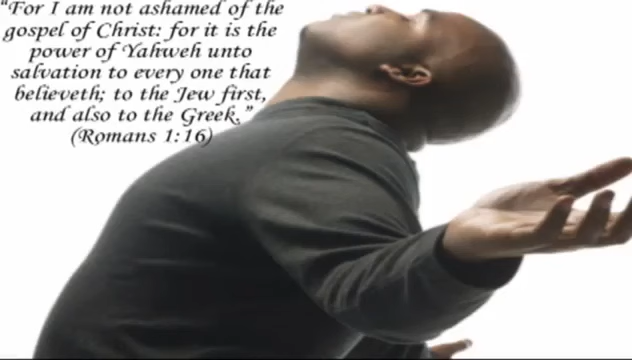 “For I am not ashamed of the
gospel of Christ: for it is the
power of Yahweh unto
salvation to every one that
believeth; to the Jew first,
and also to the Greek.”
(Romans 1:16)